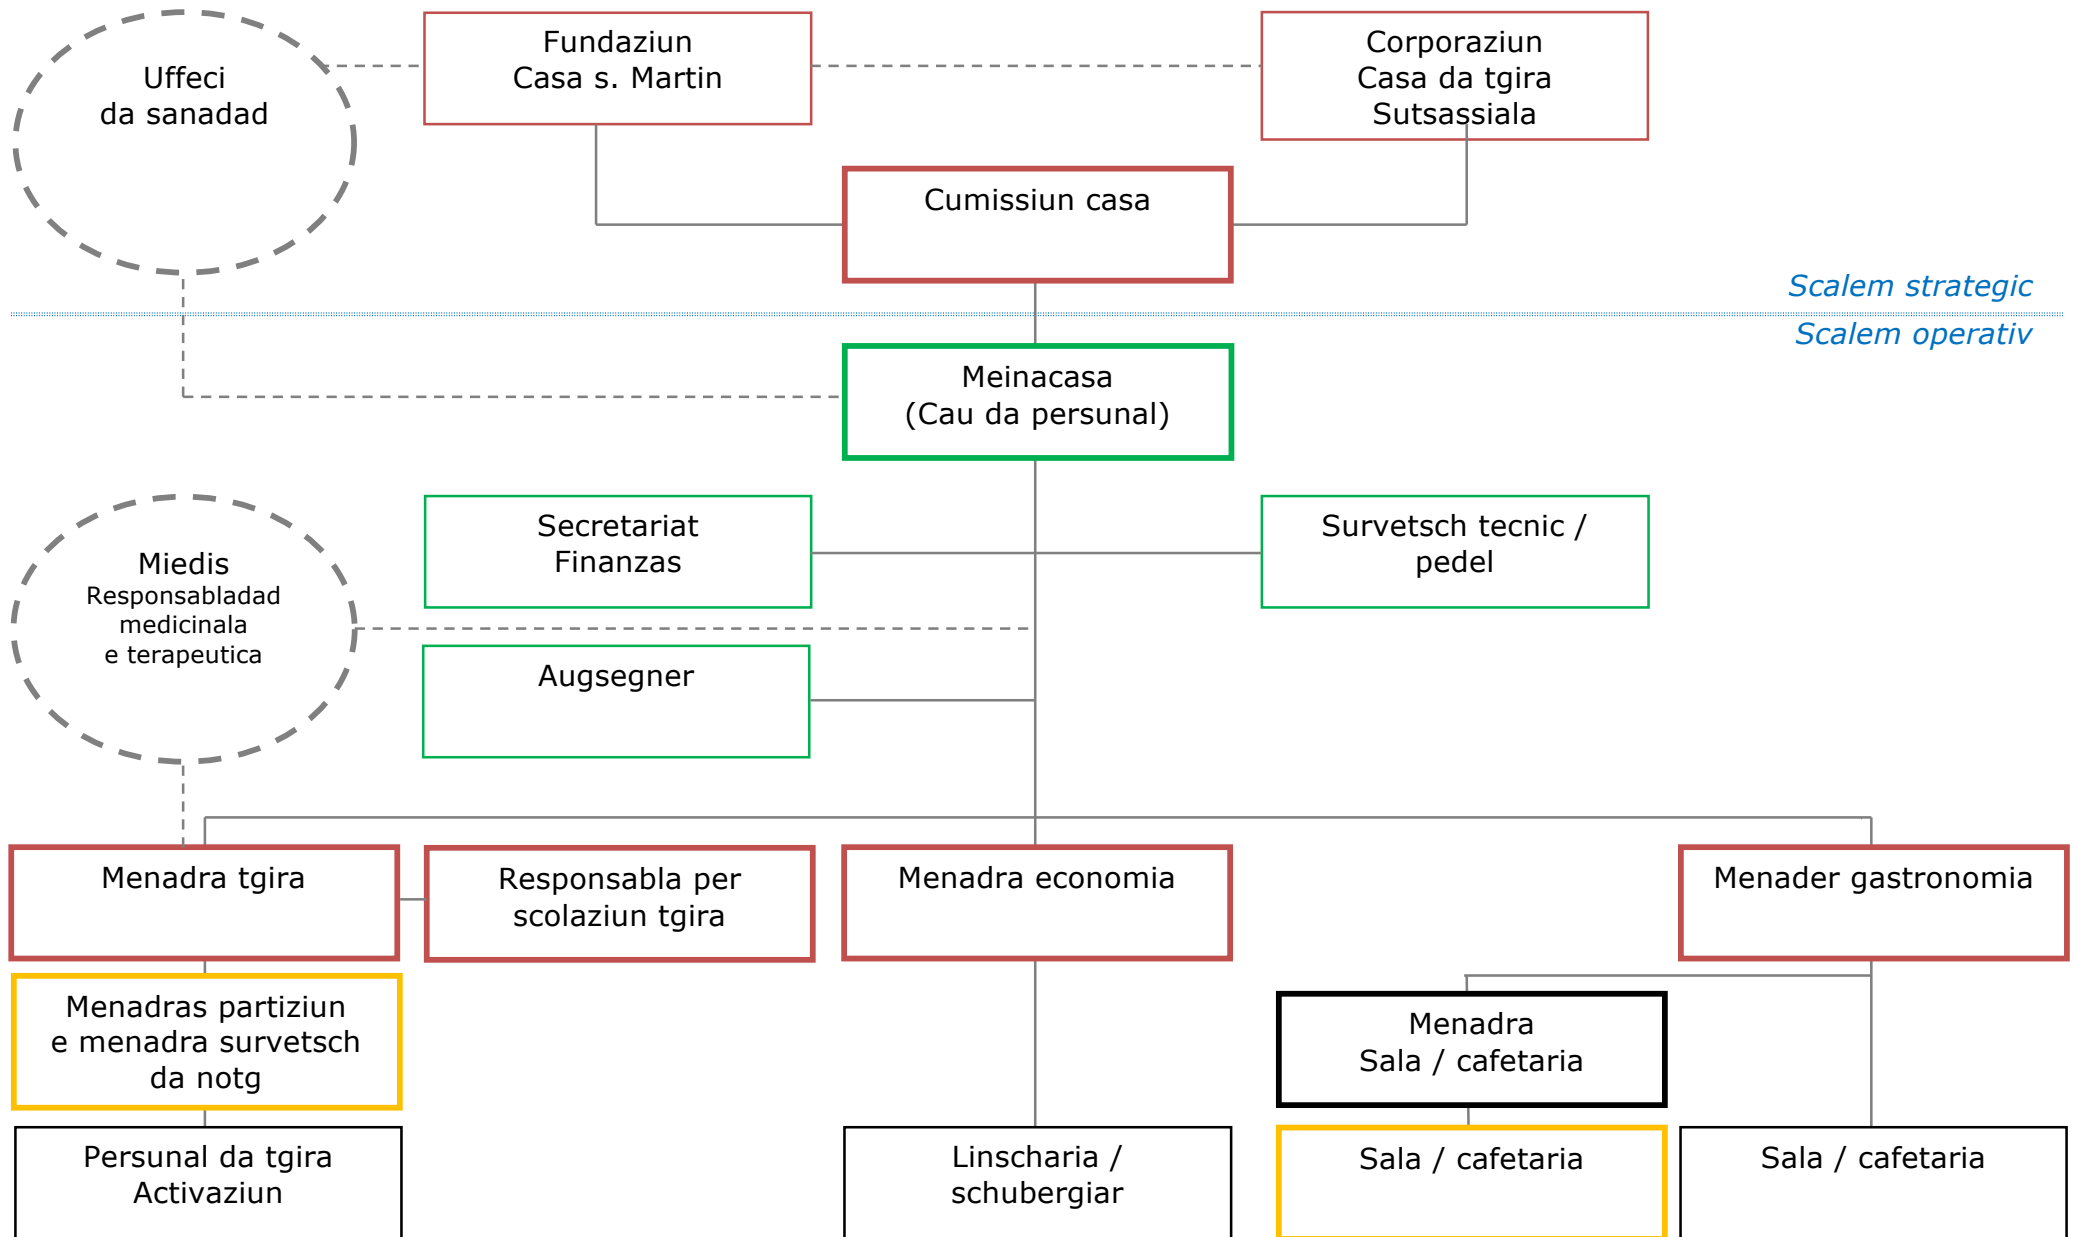 Uffeci
da sanadad
Fundaziun
Casa s. Martin
Corporaziun
Casa da tgira
Sutsassiala
Cumissiun casa
Scalem strategic
Scalem operativ
Meinacasa
(Cau da persunal)
Secretariat
Finanzas
Survetsch tecnic /
pedel
Miedis
Responsabladad
medicinala
e terapeutica
Augsegner
Menadra tgira
Responsabla per
scolaziun tgira
Menadra economia
Menader gastronomia
Menadras partiziun
e menadra survetsch
da notg
Menadra
Sala / cafetaria
Persunal da tgira
Activaziun
Linscharia /
schubergiar
Sala / cafetaria
Sala / cafetaria